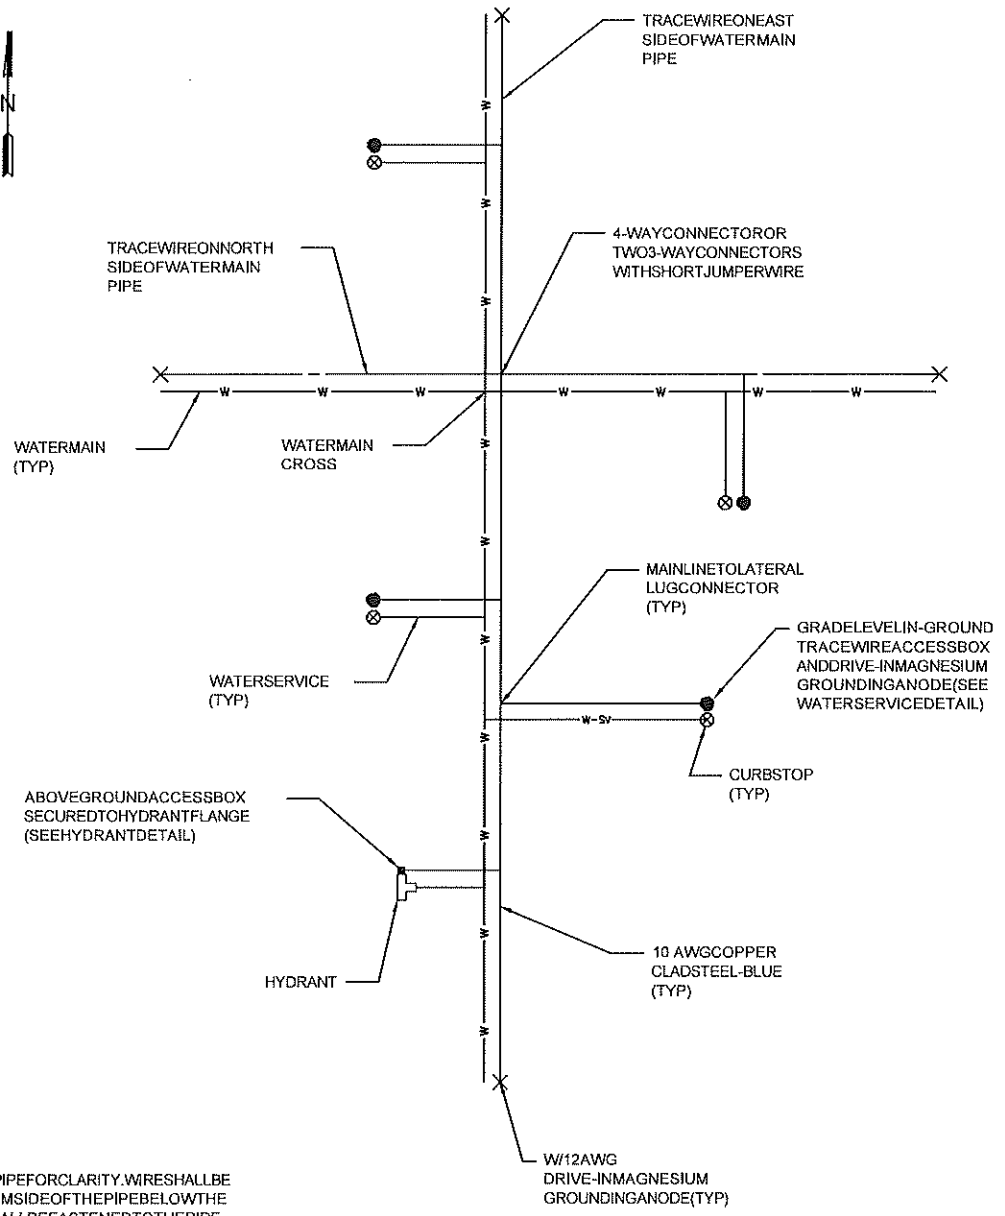 TRACEWIREONEAST
SIDEOFWATERMAIN
PIPE
N
W
W
TRACEWIREONNORTH
SIDEOFWATERMAIN
PIPE
4-WAYCONNECTOROR
TWO3-WAYCONNECTORS
WITHSHORTJUMPERWIRE
W
W W W W W W W
WATERMAIN
(TYP)
WATERMAIN
CROSS
W
W
MAINLINETOLATERAL
LUGCONNECTOR
(TYP)
W
GRADELEVELIN-GROUND
TRACEWIREACCESSBOX
ANDDRIVE-INMAGNESIUM
GROUNDINGANODE(SEE
WATERSERVICEDETAIL)
WATERSERVICE
(TYP)
W-SV
W
CURBSTOP
(TYP)
ABOVEGROUNDACCESSBOX
SECUREDTOHYDRANTFLANGE
(SEEHYDRANTDETAIL)
W
W
HYDRANT
10 AWGCOPPER
CLADSTEEL-BLUE
(TYP)
W
W/12AWG
DRIVE-INMAGNESIUM
GROUNDINGANODE(TYP)
PIPEFORCLARITY.WIRESHALLBE
MSIDEOFTHEPIPEBELOWTHE